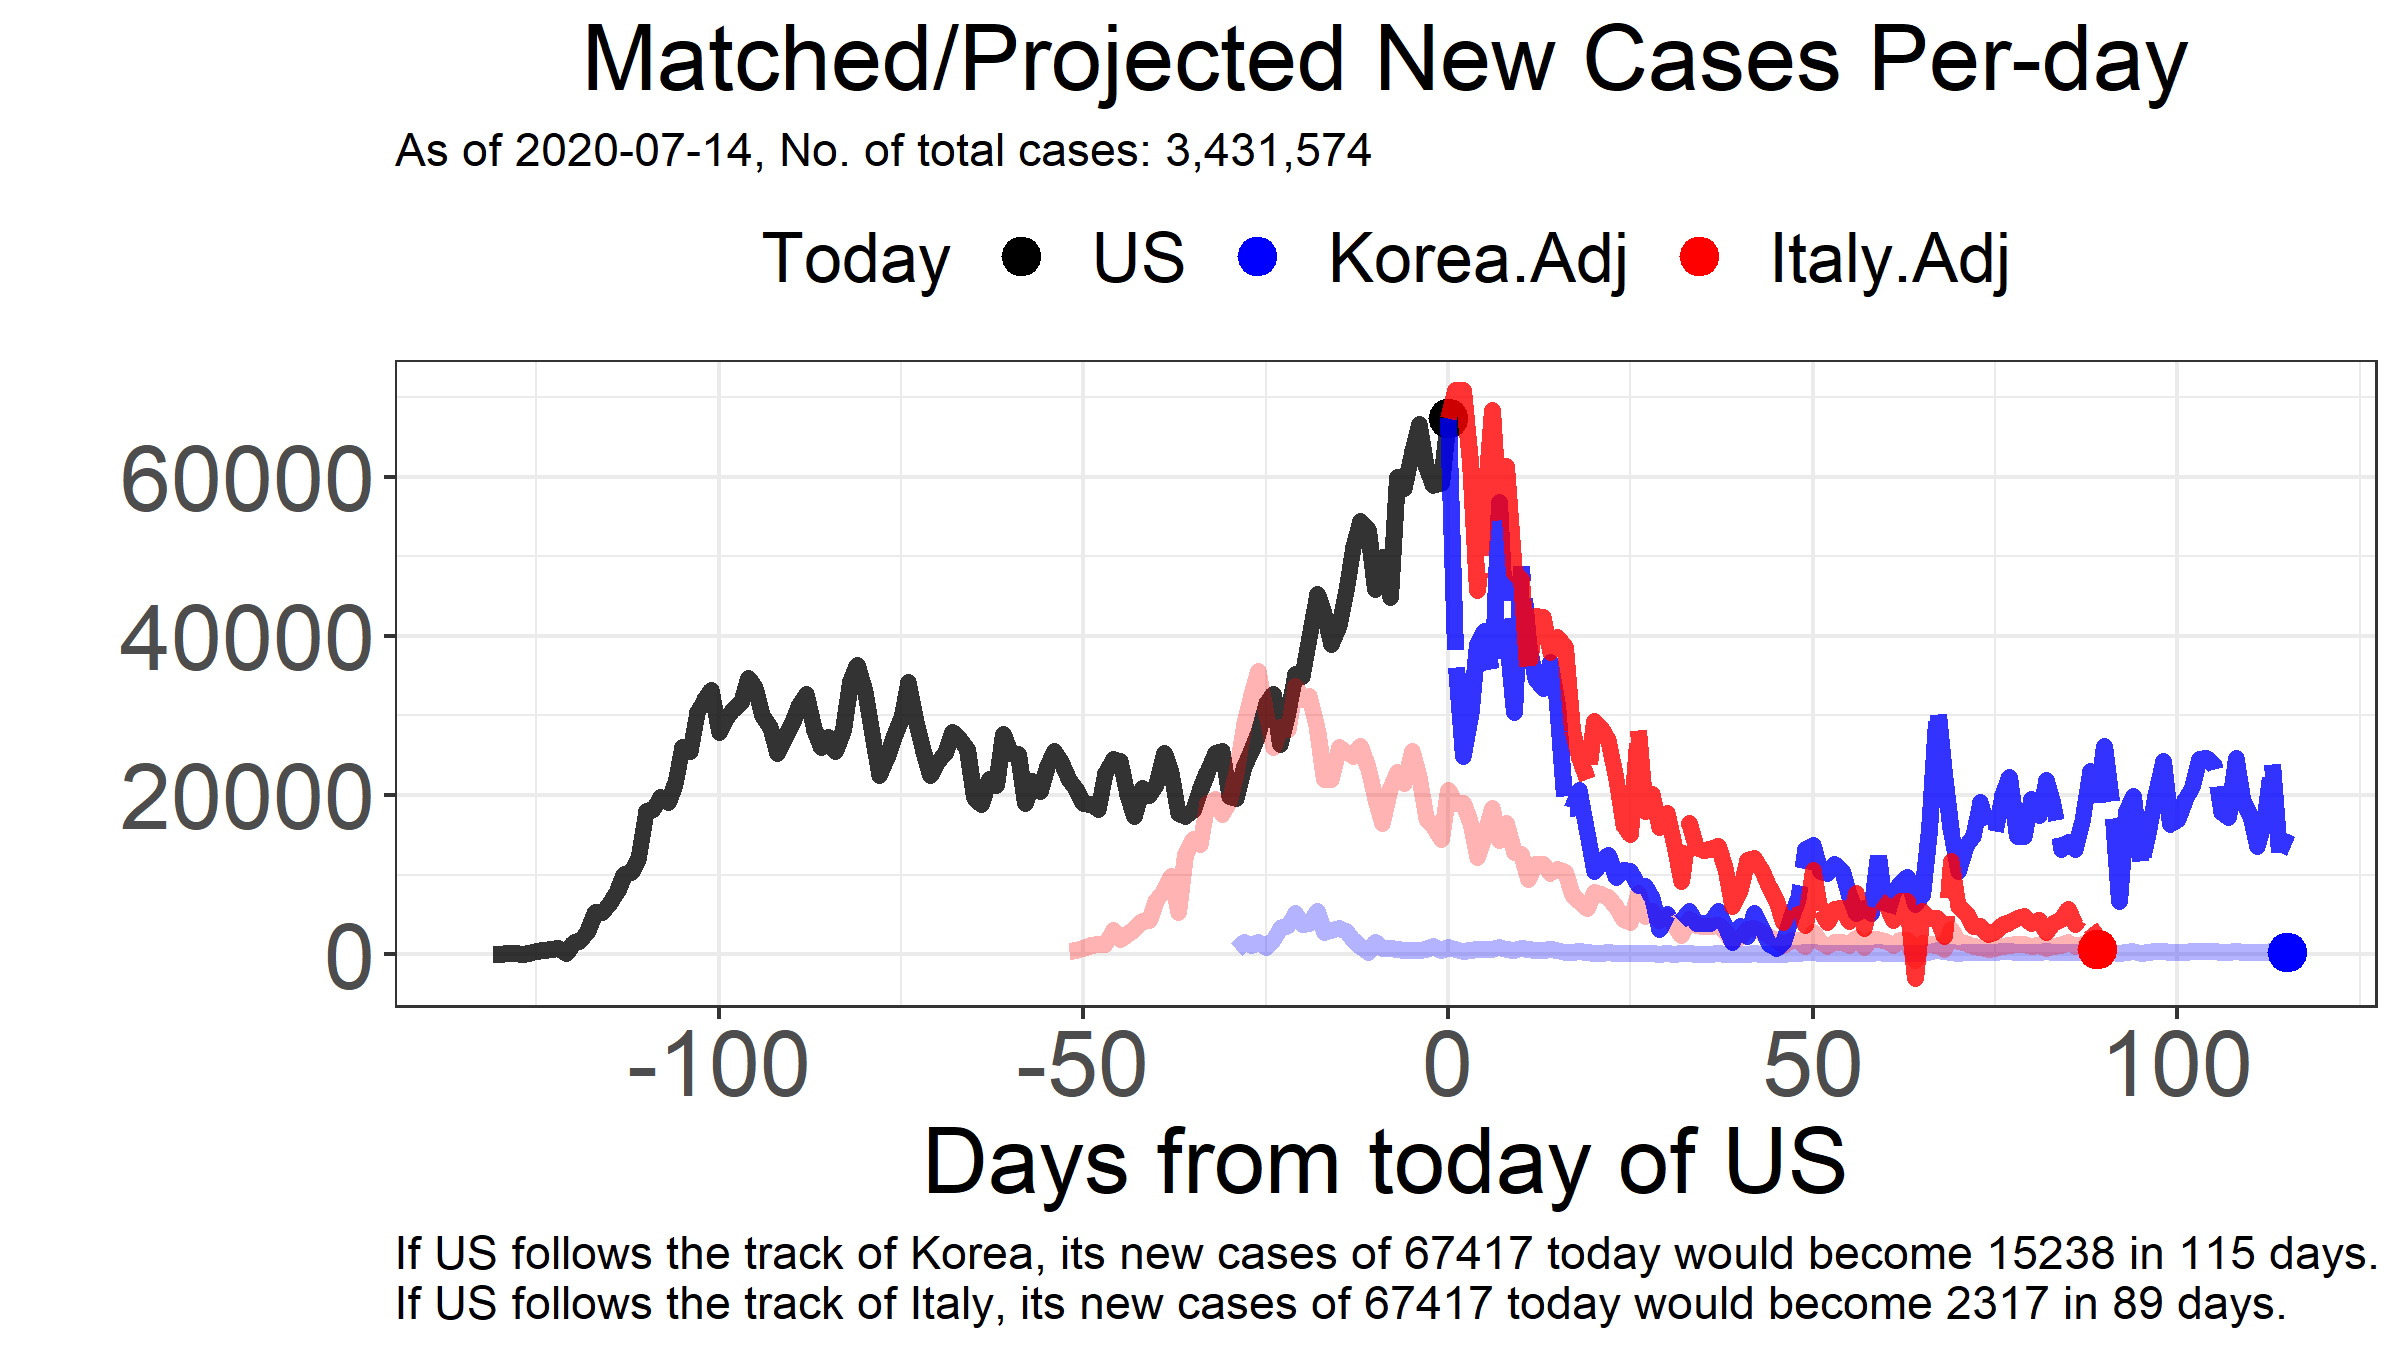 Matched/Projected New Cases Per-day
As of 2020-07-14, No. of total cases: 3,431,574
Today US Korea.Adj Italy.Adj
60000
40000
20000
0
-100 -50 0 50 100
Days from today of US
If US follows the track of Korea, its new cases of 67417 today would become 15238 in 115 days.
If US follows the track of Italy, its new cases of 67417 today would become 2317 in 89 days.